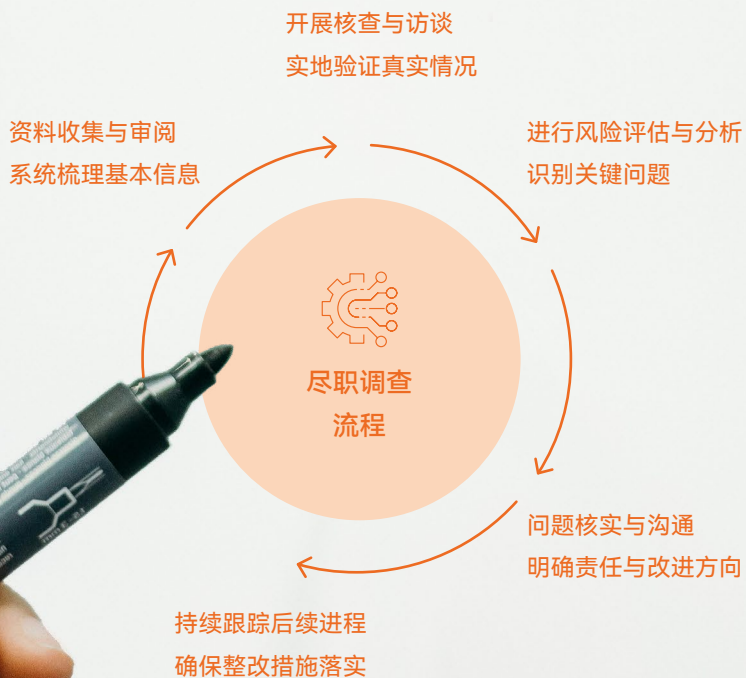 开展核查与访谈
实地验证真实情况
资料收集与审阅
系统梳理基本信息
进行风险评估与分析
识别关键问题
尽职调查
流程
问题核实与沟通
明确责任与改进方向
持续跟踪后续进程
确保整改措施落实